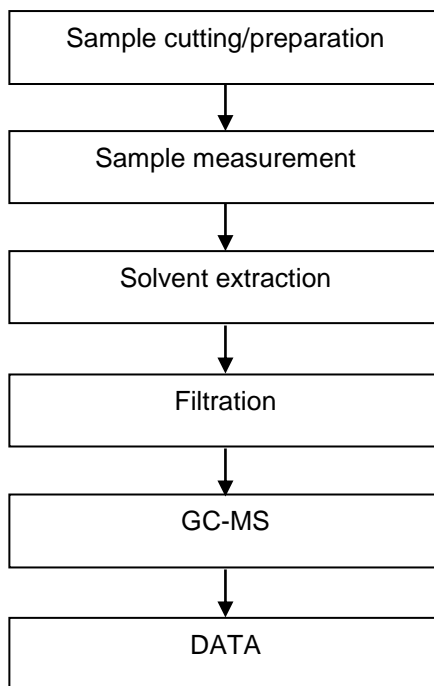 Sample cutting/preparation
Sample measurement
Solvent extraction
Filtration
GC-MS
DATA